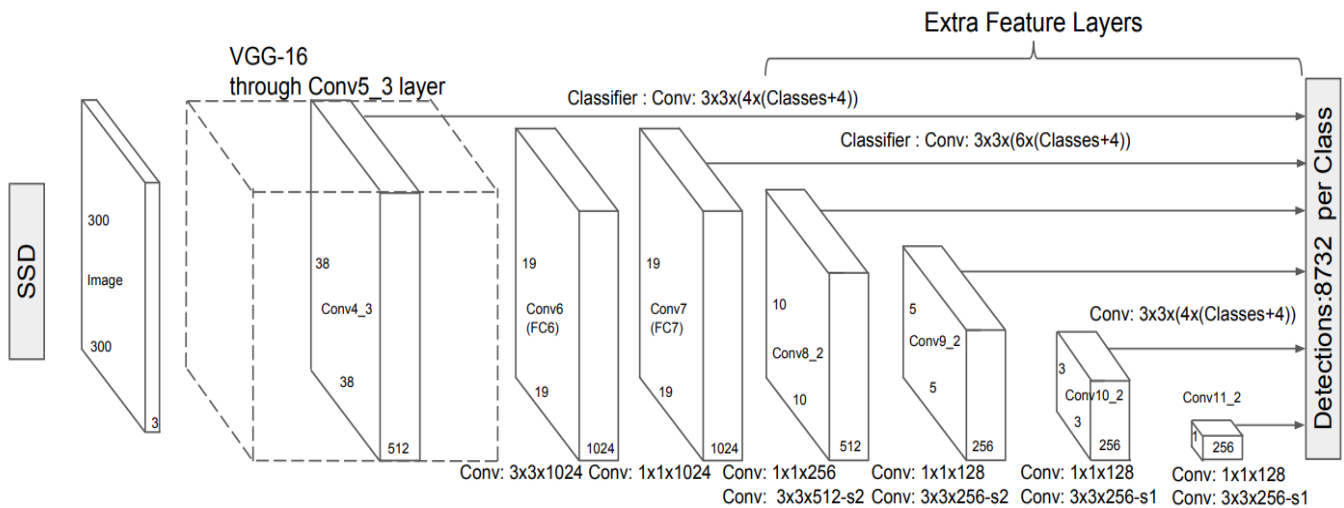 Extra Feature Layers
VGG-16
through Conv5_3 layer
Classifier : Conv: 3x3x(4x(Classes+4))
Classifier : Conv: 3x3x(6x(Classes+4))
SSD
300
Image
300
3
38
Conv4_3
38
512
19
Conv6
(FC6)
19
1024
19
Conv7
(FC7)
19
1024
10
Conv8_2
10
512
5
Conv9_2
5
256
Conv: 3x3x(4x(Classes+4))
3
Conv10_2
3
256
Conv11_2
1
256
Detections:8732 per Class
Conv: 3x3x1024
Conv: 1x1x1024
Conv: 1x1x256
Conv: 3x3x512-s2
Conv: 1x1x128
Conv: 3x3x256-s2
Conv: 1x1x128
Conv: 3x3x256-s1
Conv: 1x1x128
Conv: 3x3x256-s1